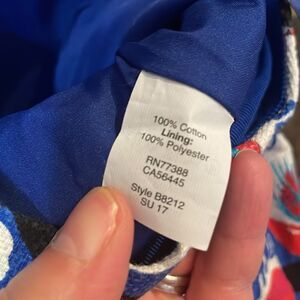 100% Cotton
Lining:
100% Polyester
RN77388
CA56445
Style B8212
SU 17